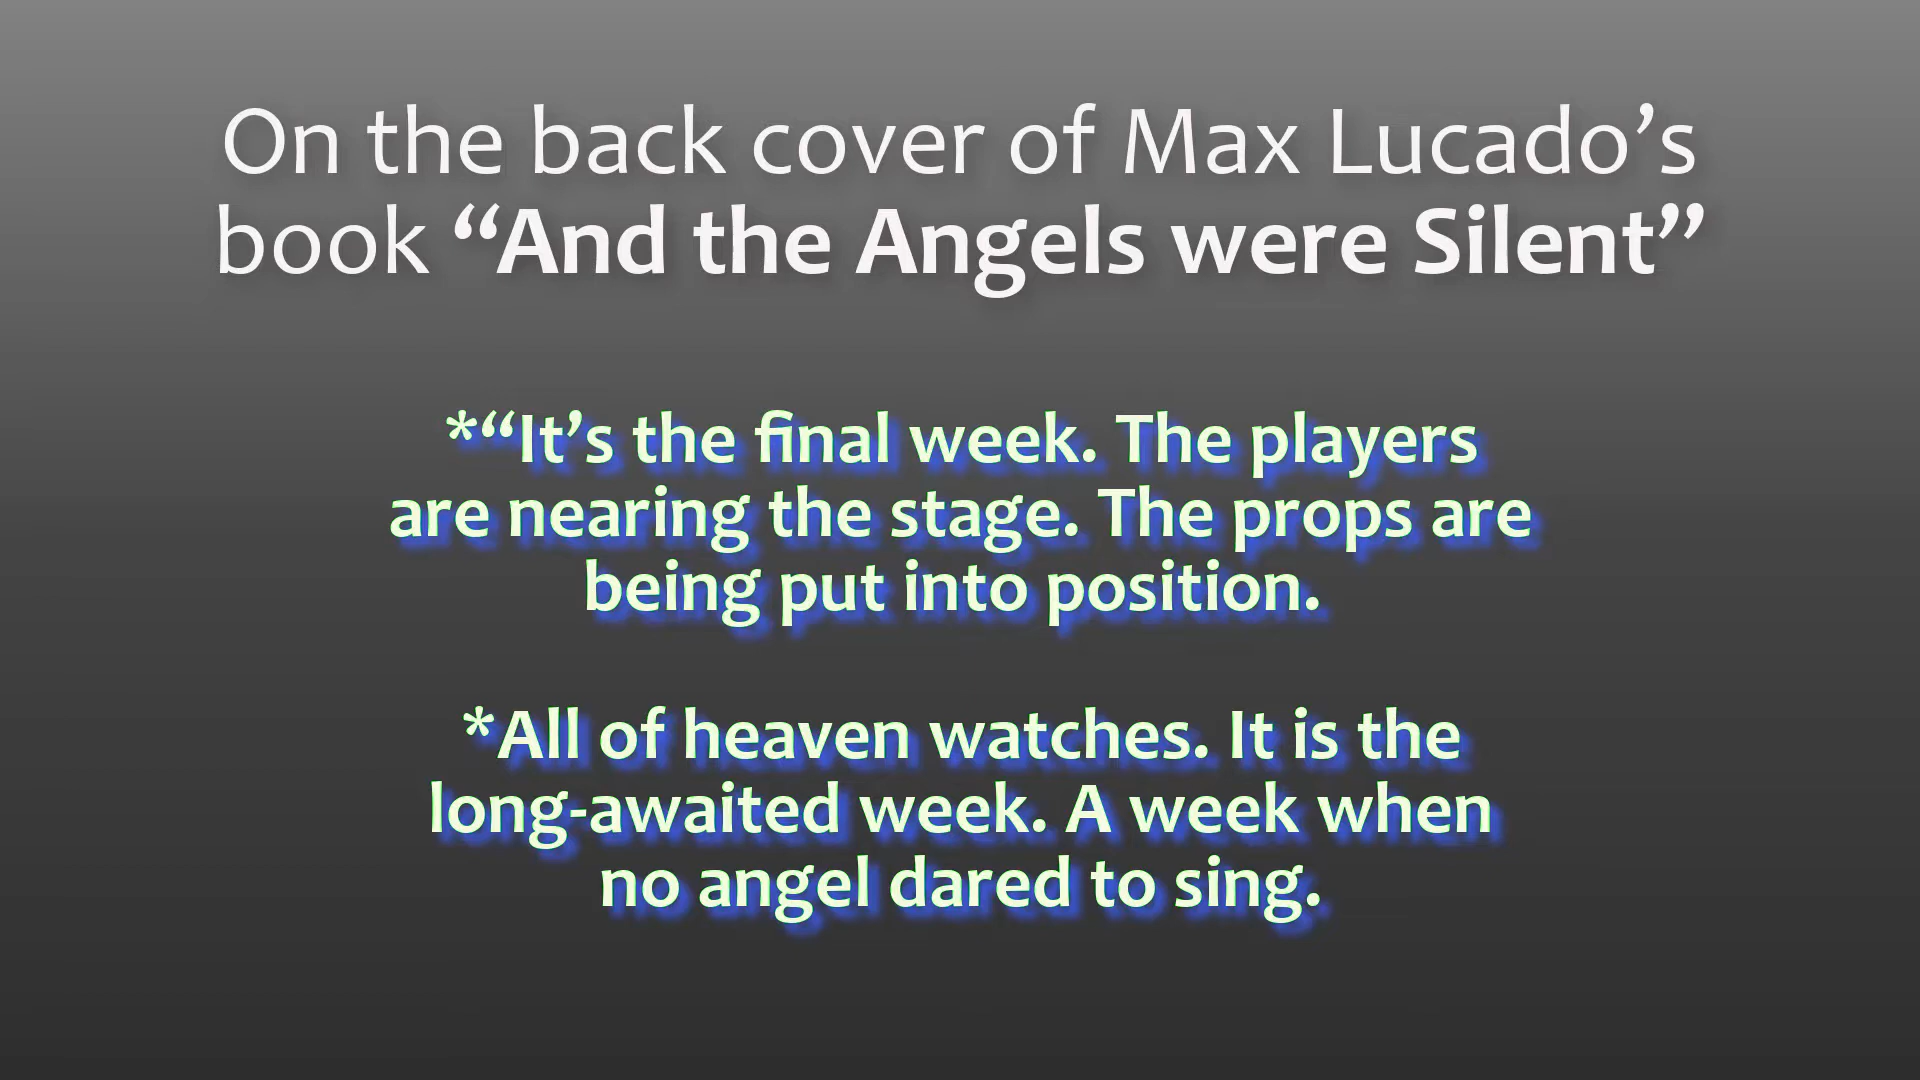 On the back cover of Max Lucado’s
book “And the Angels were Silent”
*“It’s the final week. The players
are nearing the stage. The props are
being put into position.
*All of heaven watches. It is the
long-awaited week. A week when
no angel dared to sing.